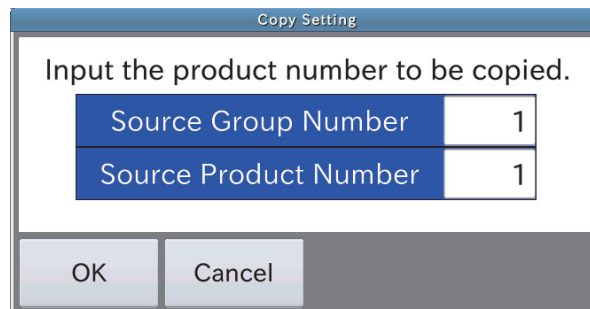 Copy Setting
Input the product number to be copied.
Source Group Number 1
Source Product Number 1
OK Cancel